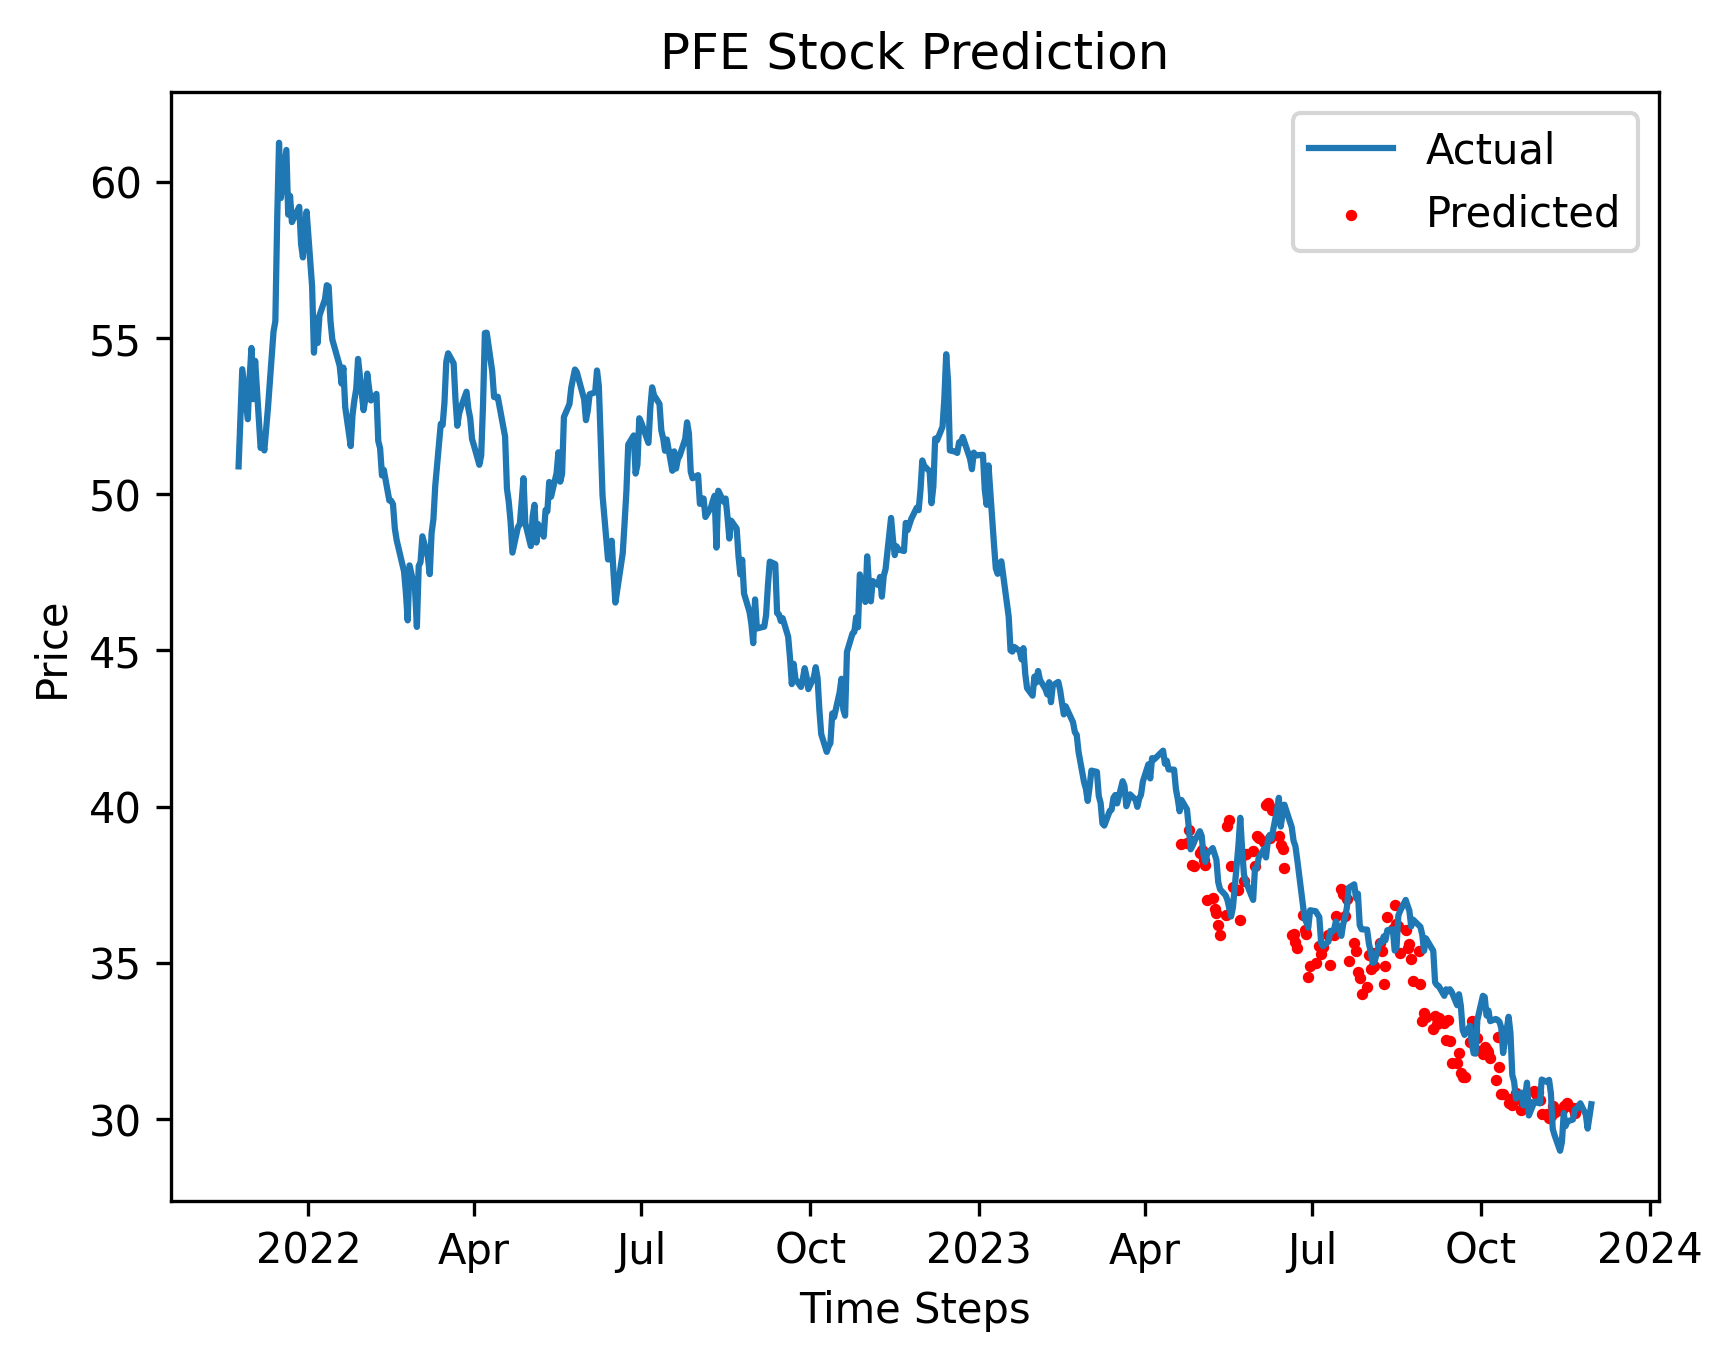 PFE Stock Prediction
Actual
Predicted
60
55
50
45
40
35
30
Price
2022 Apr Jul Oct 2023 Apr Jul Oct 2024
Time Steps